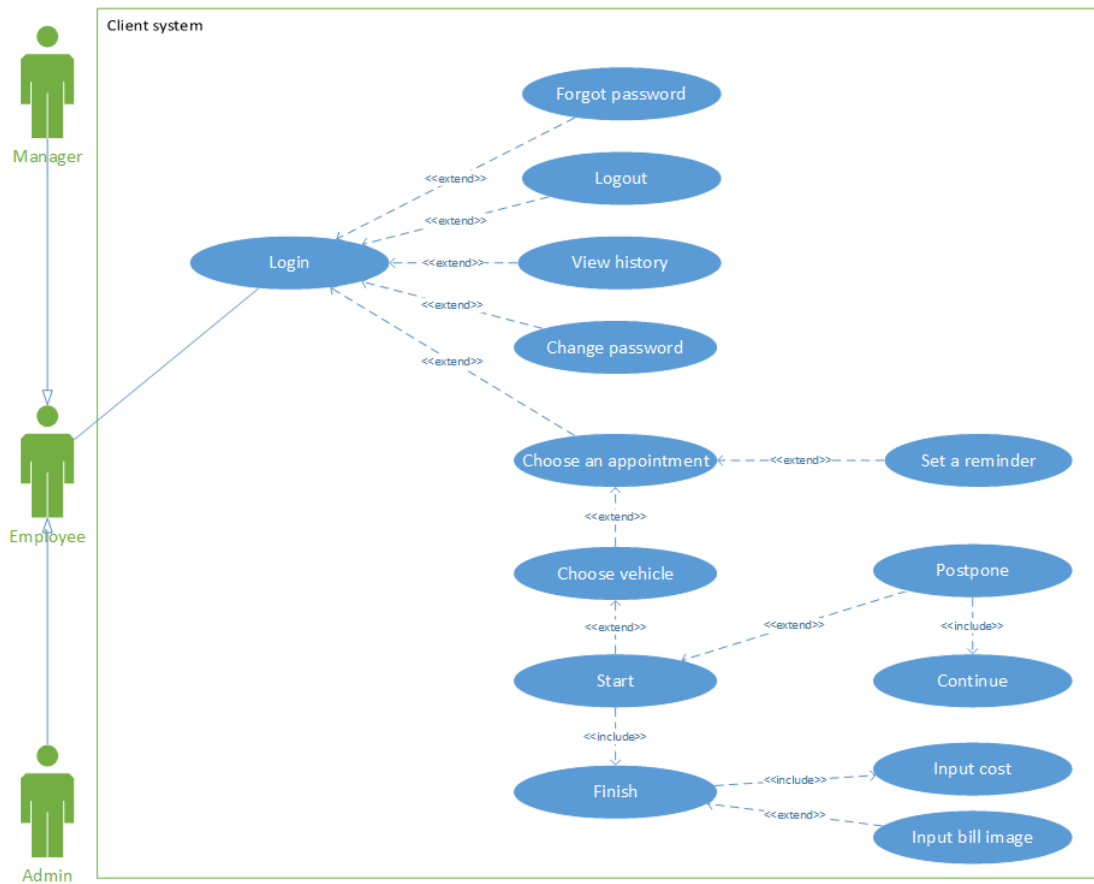 Client system
Manager
Forgot password
<<extend>>
Logout
<<extend>>
Login
<<extend>>
View history
<<extend>>
Change password
<<extend>>
Choose an appointment
<<extend>>
Set a reminder
<<extend>>
Employee
Choose vehicle
Postpone
<<extend>>
<<extend>>
<<include>>
Start
Continue
<<include>>
Finish
<<include>>
Input cost
<<extend>>
Input bill image
Admin